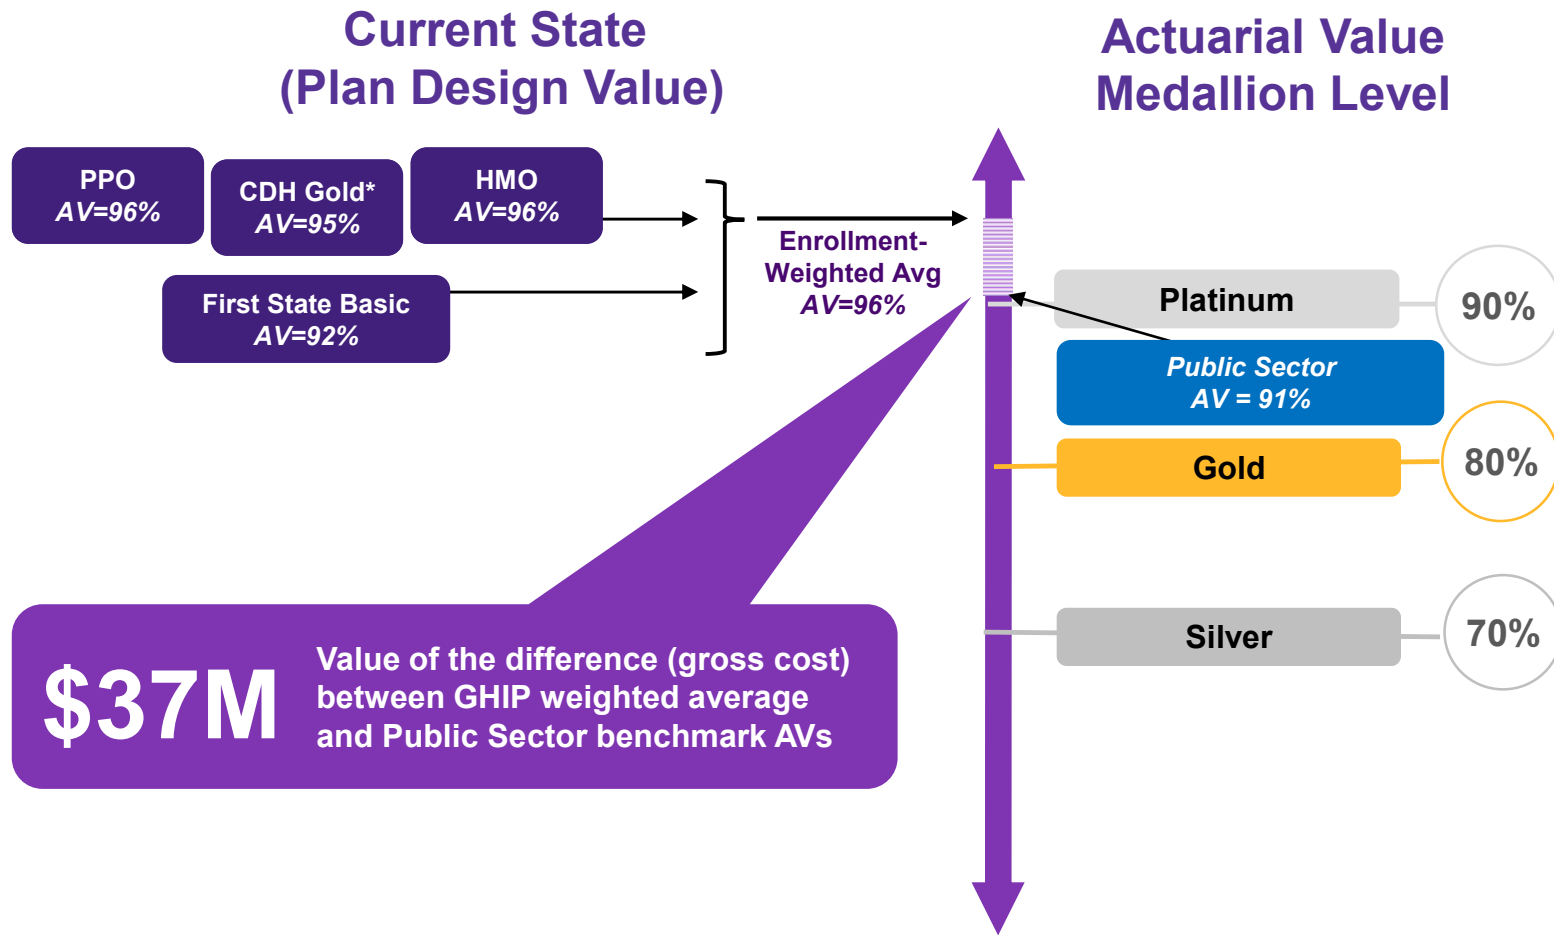 Current State
(Plan Design Value)
Actuarial Value
Medallion Level
PPO
AV=96%
CDH Gold*
AV=95%
HMO
AV=96%
First State Basic
AV=92%
Enrollment-
Weighted Avg
AV=96%
Platinum
90%
Public Sector
AV = 91%
Gold
80%
Silver
70%
$37M
Value of the difference (gross cost)
between GHIP weighted average
and Public Sector benchmark AVs